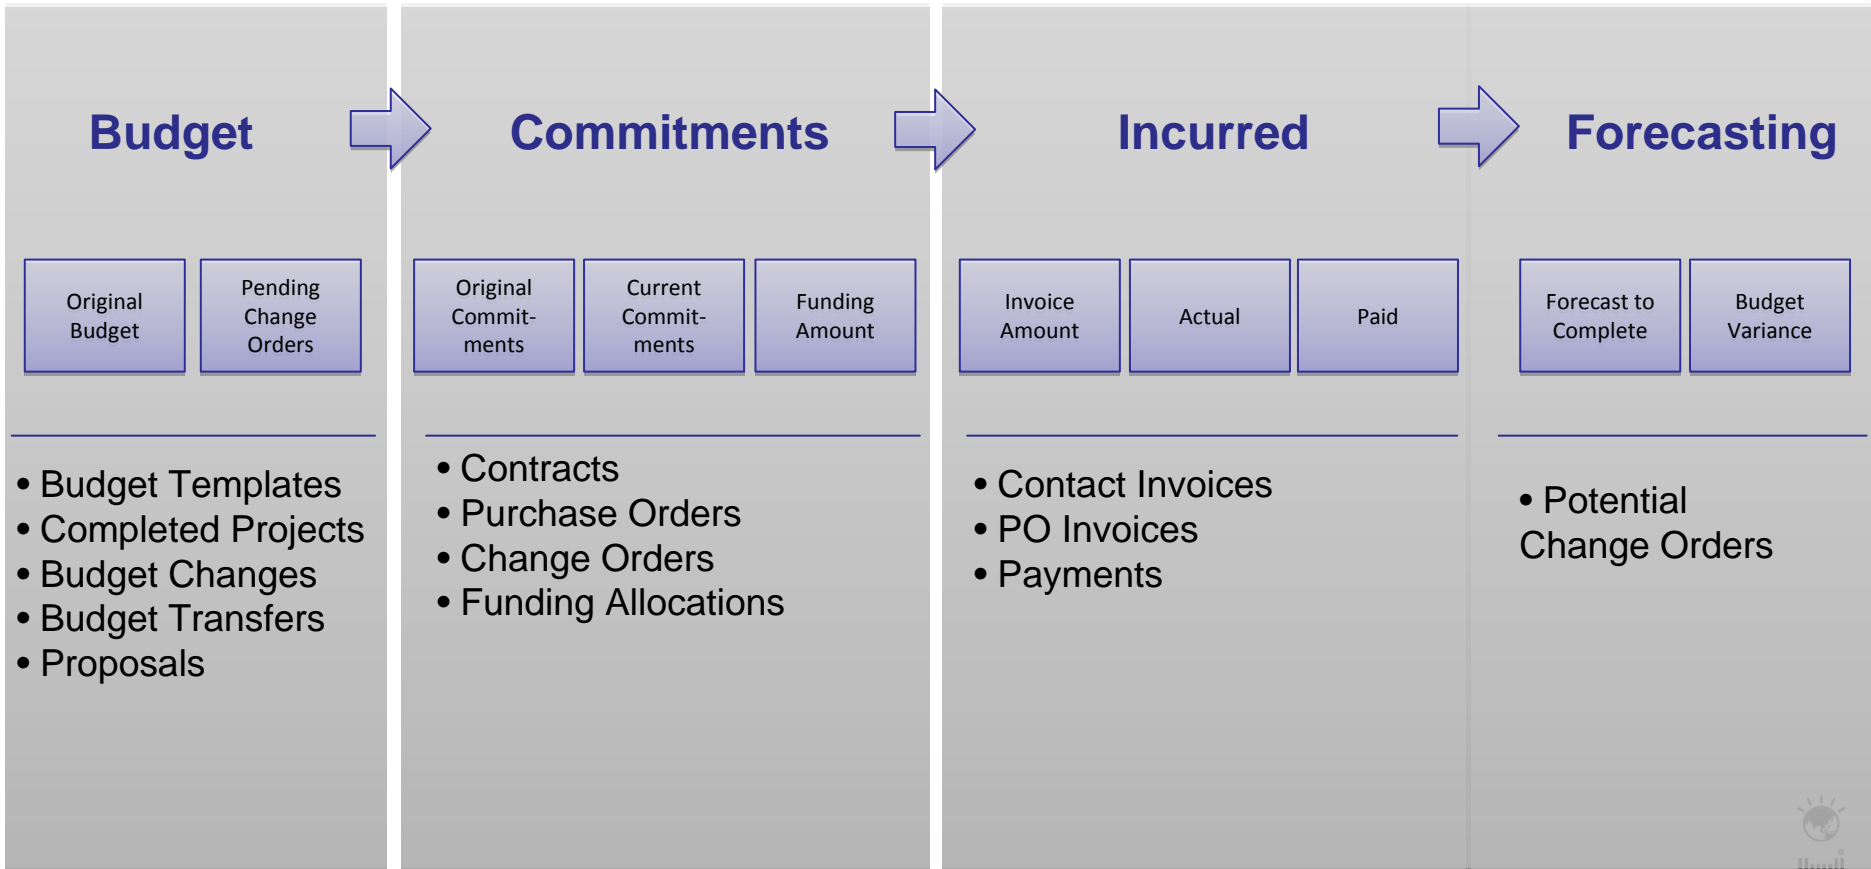 Budget
Commitments
Incurred
Forecasting
Original
Budget
Pending
Change
Orders
Original
Commit-
ments
Current
Commit-
ments
Funding
Amount
Invoice
Amount
Actual
Paid
Forecast to
Complete
Budget
Variance
• Budget Templates
• Completed Projects
• Budget Changes
• Budget Transfers
• Proposals
• Contracts
• Purchase Orders
• Change Orders
• Funding Allocations
• Contact Invoices
• PO Invoices
• Payments
• Potential
Change Orders